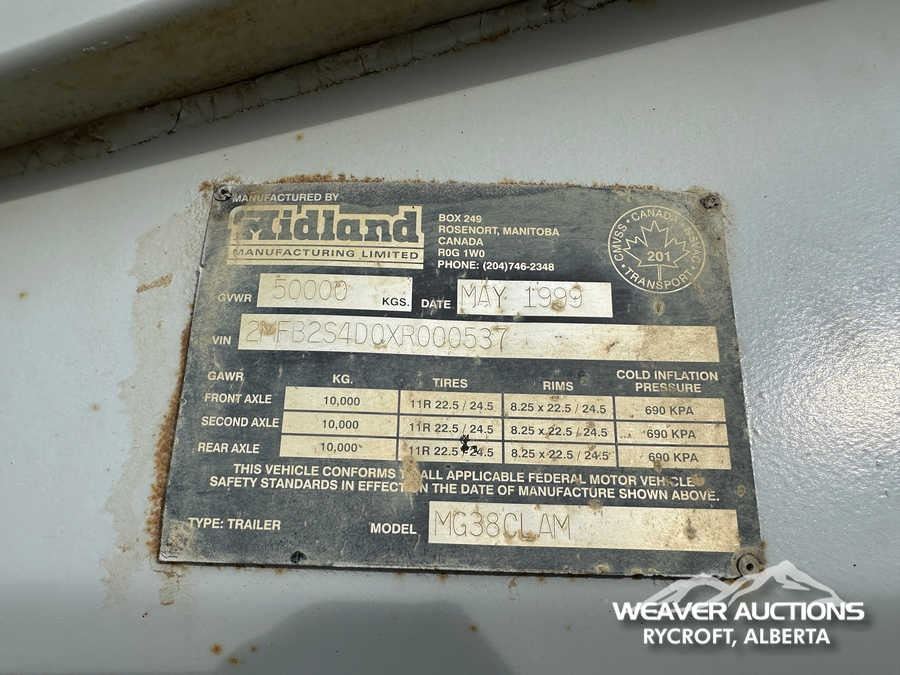 MANUFACTURED BY
Midland
MANUFACTURING LIMITED
BOX 249
ROSENORT, MANITOBA
CANADA
R0G 1W0
PHONE: (204)746-2348
CMVSS · CANADA · NSVAC · TRANSPORT
201
GVWR 50000 KGS. DATE MAY 1999
VIN 2MFB2S4D0XR000537
GAWR KG. TIRES RIMS COLD INFLATION PRESSURE
FRONT AXLE 10,000 11R 22.5 / 24.5 8.25 x 22.5 / 24.5 690 KPA
SECOND AXLE 10,000 11R 22.5 / 24.5 8.25 x 22.5 / 24.5 690 KPA
REAR AXLE 10,000 11R 22.5 / 24.5 8.25 x 22.5 / 24.5 690 KPA
THIS VEHICLE CONFORMS TO ALL APPLICABLE FEDERAL MOTOR VEHICLE
SAFETY STANDARDS IN EFFECT ON THE DATE OF MANUFACTURE SHOWN ABOVE.
TYPE: TRAILER MODEL MG38CLAM
WEAVER AUCTIONS
RYCROFT, ALBERTA